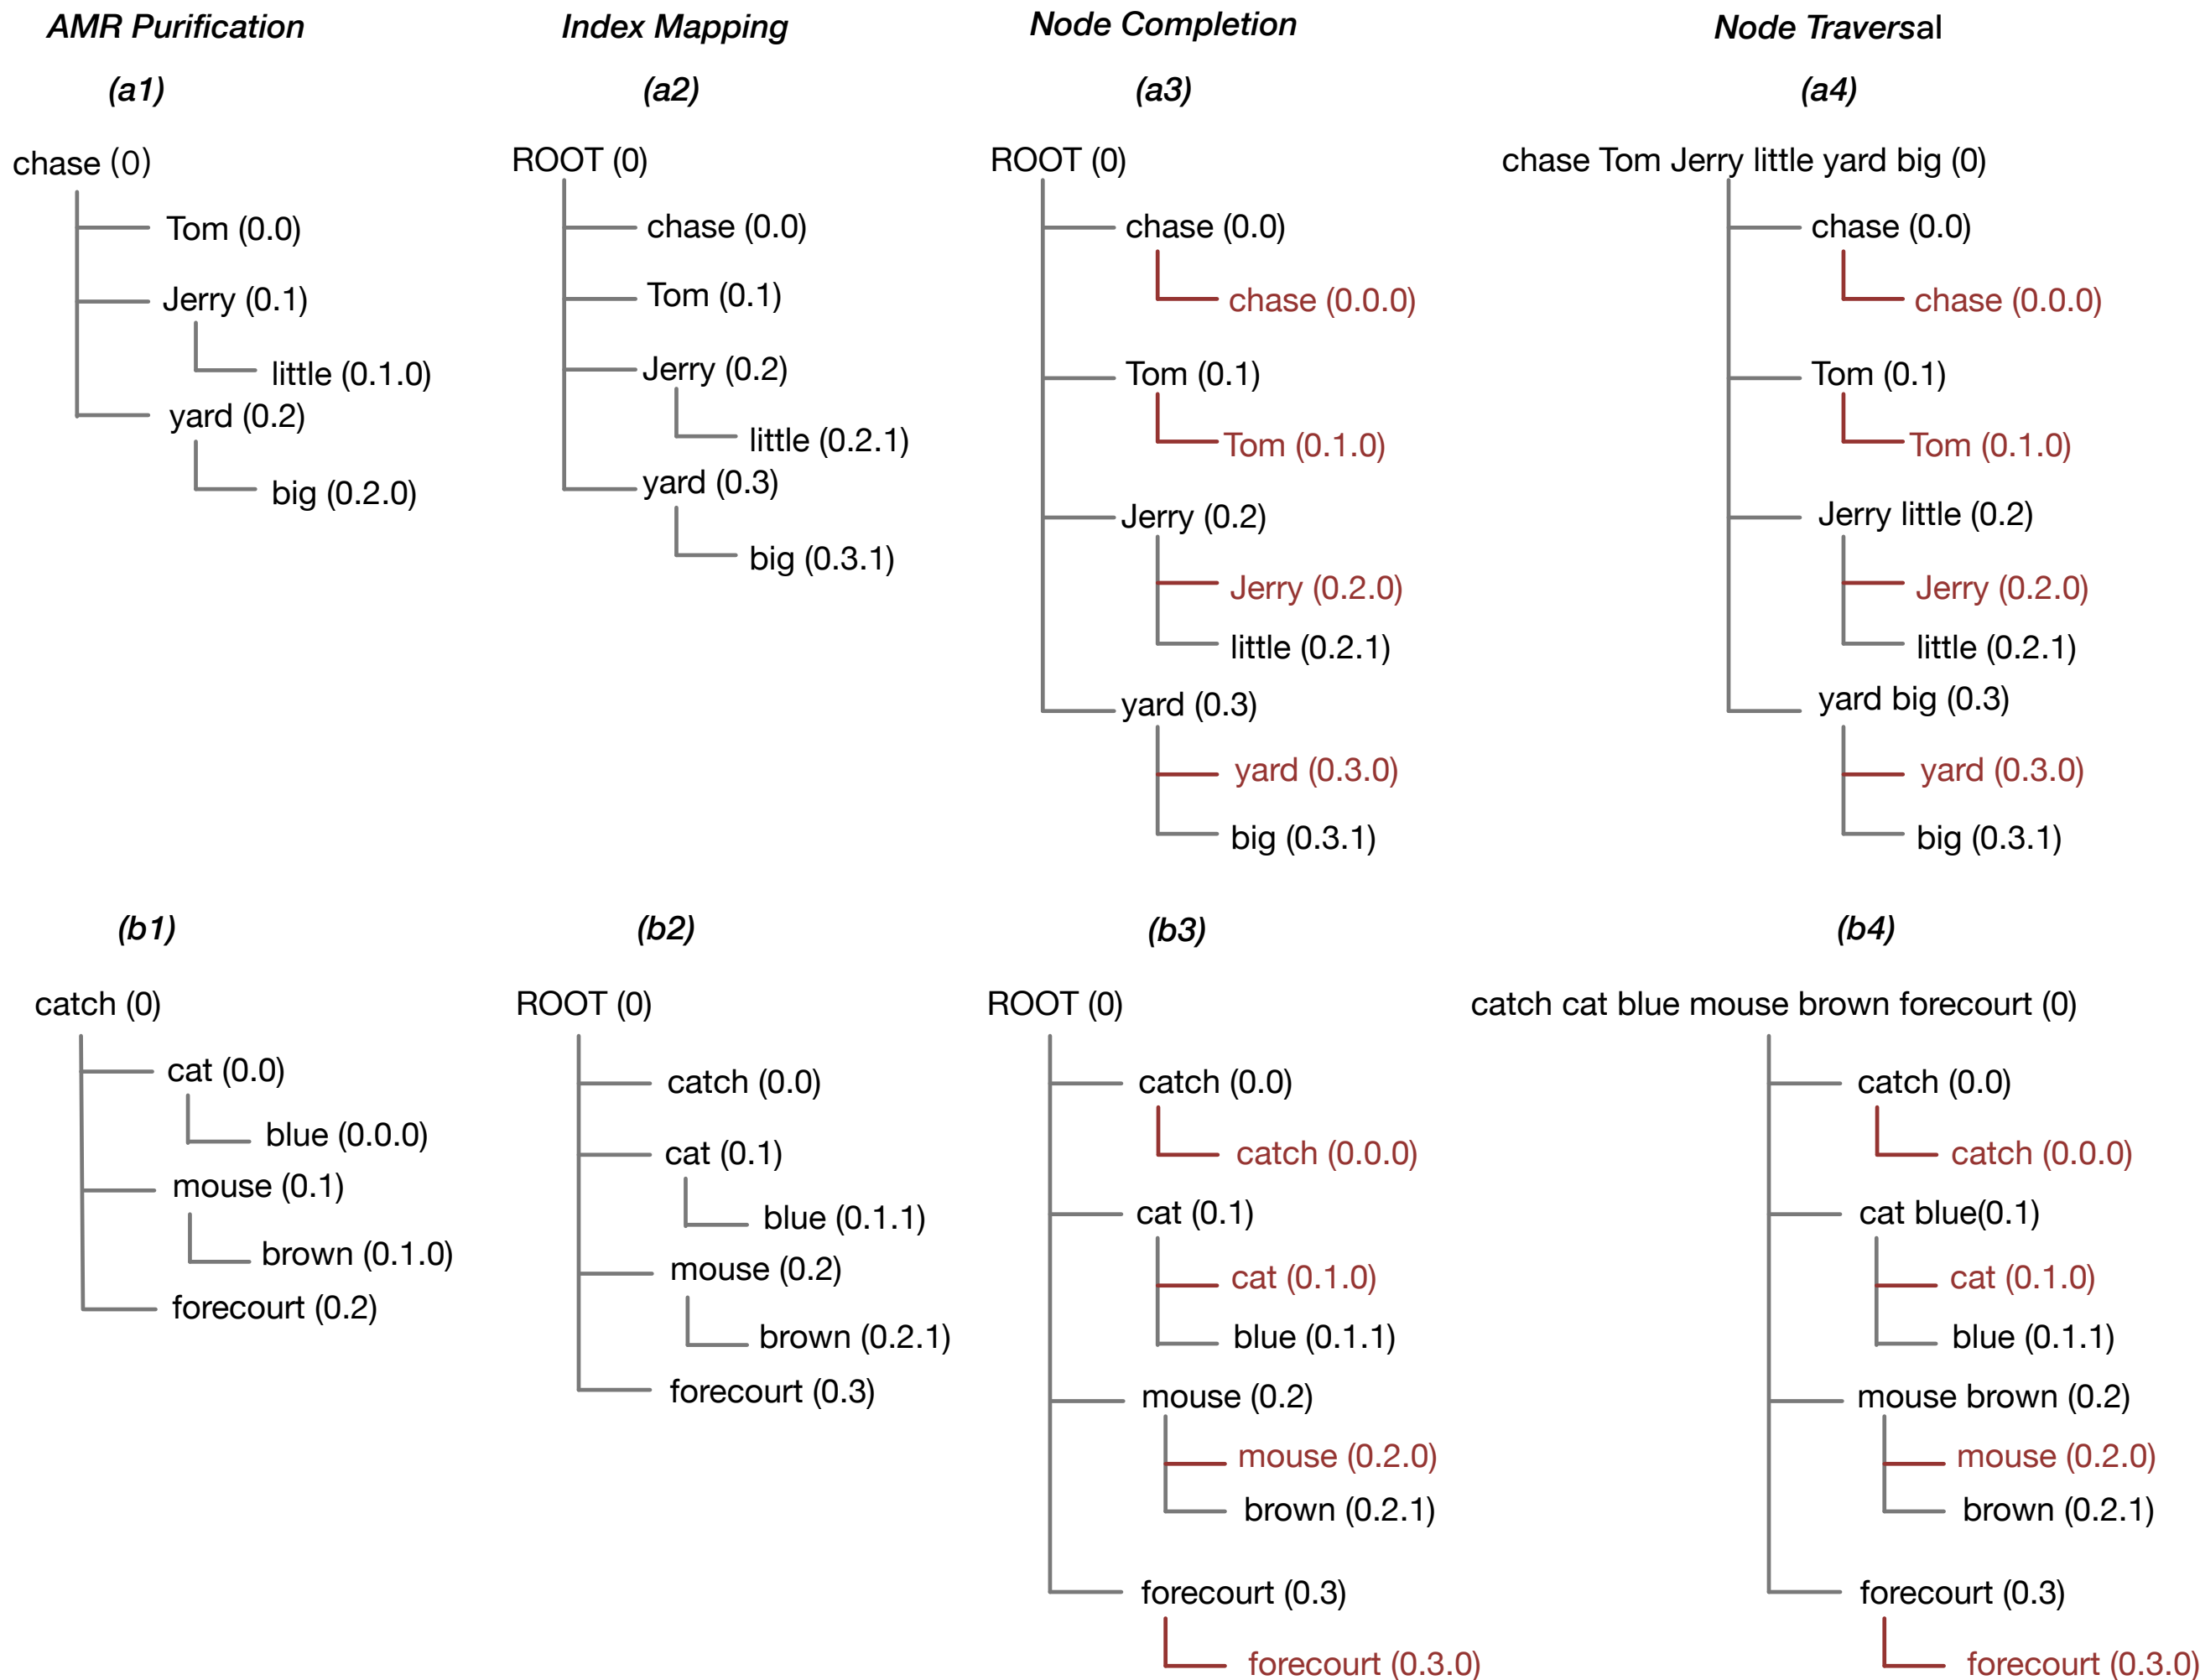 AMR Purification
Index Mapping
Node Completion
Node Traversal
(a1)
(a2)
(a3)
(a4)
chase (0)
Tom (0.0)
Jerry (0.1)
little (0.1.0)
yard (0.2)
big (0.2.0)
ROOT (0)
chase (0.0)
Tom (0.1)
Jerry (0.2)
little (0.2.1)
yard (0.3)
big (0.3.1)
ROOT (0)
chase (0.0)
chase (0.0.0)
Tom (0.1)
Tom (0.1.0)
Jerry (0.2)
Jerry (0.2.0)
little (0.2.1)
yard (0.3)
yard (0.3.0)
big (0.3.1)
chase Tom Jerry little yard big (0)
chase (0.0)
chase (0.0.0)
Tom (0.1)
Tom (0.1.0)
Jerry little (0.2)
Jerry (0.2.0)
little (0.2.1)
yard big (0.3)
yard (0.3.0)
big (0.3.1)
(b1)
(b2)
(b3)
(b4)
catch (0)
cat (0.0)
blue (0.0.0)
mouse (0.1)
brown (0.1.0)
forecourt (0.2)
ROOT (0)
catch (0.0)
cat (0.1)
blue (0.1.1)
mouse (0.2)
brown (0.2.1)
forecourt (0.3)
ROOT (0)
catch (0.0)
catch (0.0.0)
cat (0.1)
cat (0.1.0)
blue (0.1.1)
mouse (0.2)
mouse (0.2.0)
brown (0.2.1)
forecourt (0.3)
forecourt (0.3.0)
catch cat blue mouse brown forecourt (0)
catch (0.0)
catch (0.0.0)
cat blue(0.1)
cat (0.1.0)
blue (0.1.1)
mouse brown (0.2)
mouse (0.2.0)
brown (0.2.1)
forecourt (0.3)
forecourt (0.3.0)